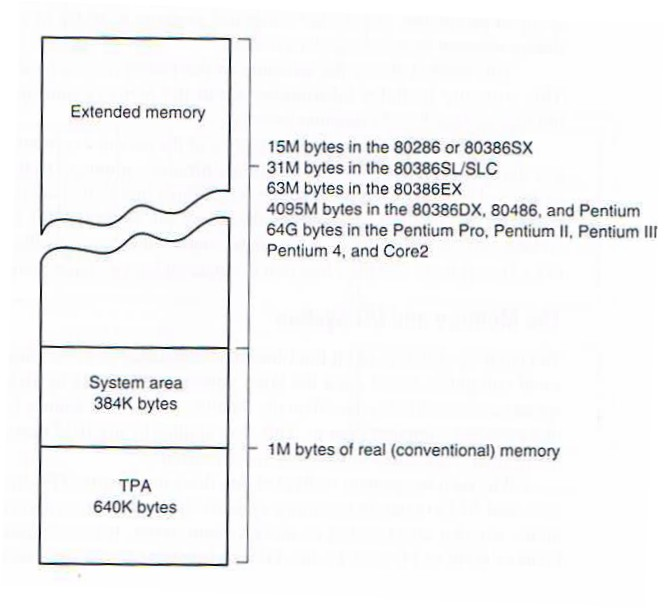 Extended memory
15M bytes in the 80286 or 80386SX
31M bytes in the 80386SL/SLC
63M bytes in the 80386EX
4095M bytes in the 80386DX, 80486, and Pentium
64G bytes in the Pentium Pro, Pentium II, Pentium III
Pentium 4, and Core2
System area
384K bytes
1M bytes of real (conventional) memory
TPA
640K bytes